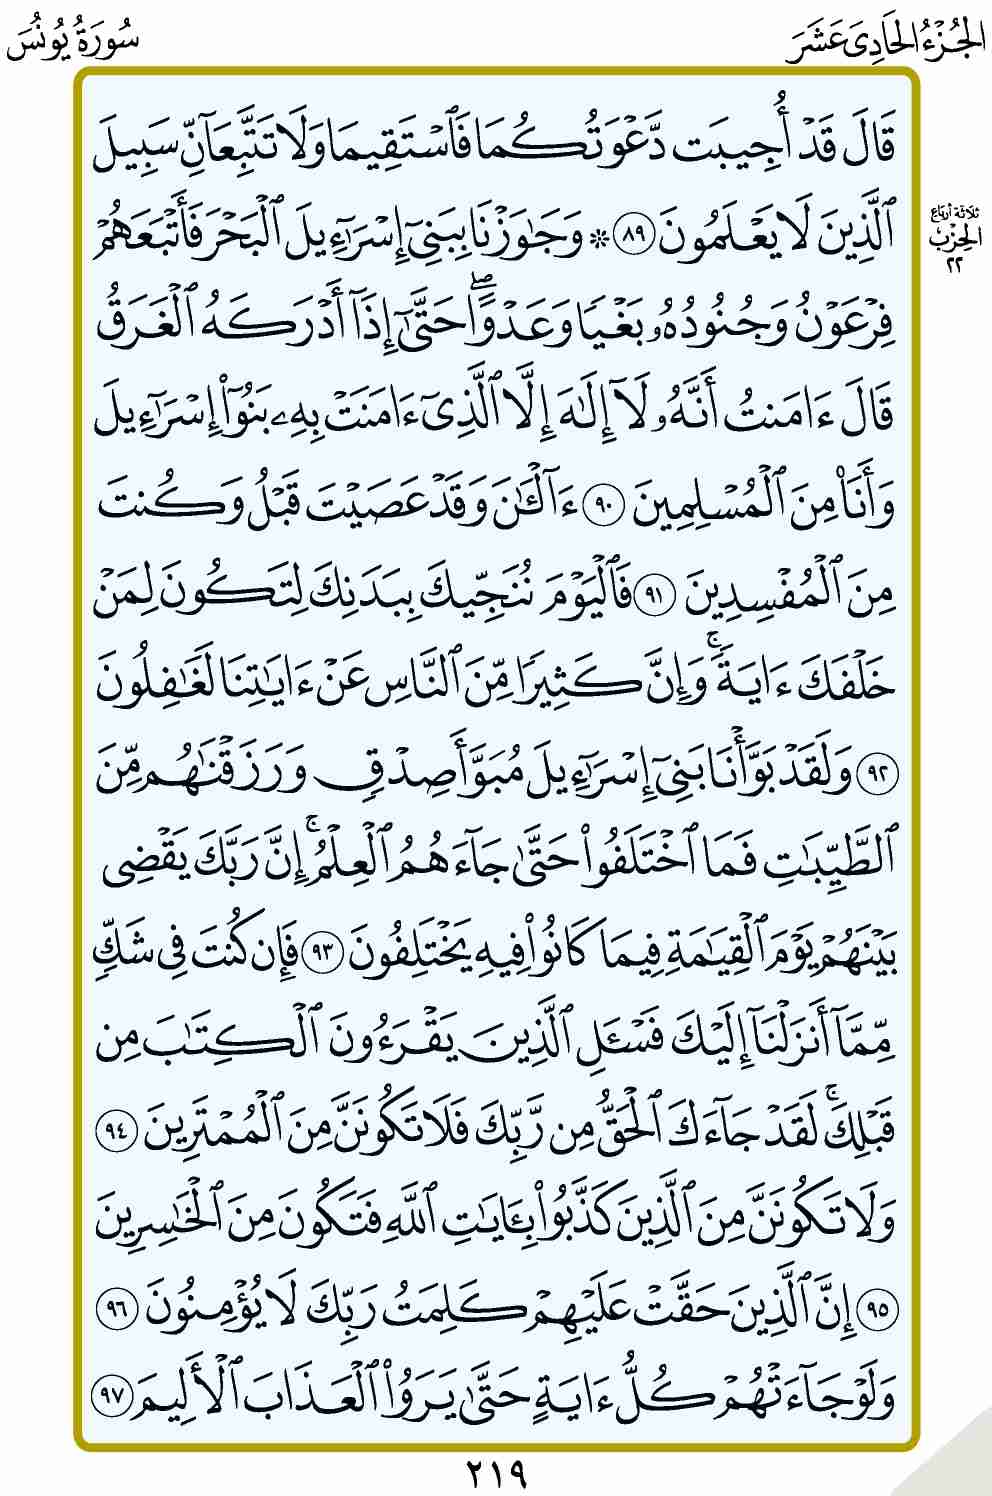 الجُزْءُ الحَادِيَ عَشَرَ
سُورَةُ يُونُسَ
قَالَ قَدۡ أُجِيبَت دَّعۡوَتُكُمَا فَٱسۡتَقِيمَا وَلَا تَتَّبِعَآنِّ سَبِيلَ
ٱلَّذِينَ لَا يَعۡلَمُونَ ٨٩ ۞ وَجَٰوَزۡنَا بِبَنِيٓ إِسۡرَٰٓءِيلَ ٱلۡبَحۡرَ فَأَتۡبَعَهُمۡ
ثلاثة أرباع
الحِزْب
٢٢
فِرۡعَوۡنُ وَجُنُودُهُۥ بَغۡيٗا وَعَدۡوًاۖ حَتَّىٰٓ إِذَآ أَدۡرَكَهُ ٱلۡغَرَقُ
قَالَ ءَامَنتُ أَنَّهُۥ لَآ إِلَٰهَ إِلَّا ٱلَّذِيٓ ءَامَنَتۡ بِهِۦ بَنُوٓاْ إِسۡرَٰٓءِيلَ
وَأَنَا۠ مِنَ ٱلۡمُسۡلِمِينَ ٩٠ ءَآلۡـَٰٔنَ وَقَدۡ عَصَيۡتَ قَبۡلُ وَكُنتَ
مِنَ ٱلۡمُفۡسِدِينَ ٩١ فَٱلۡيَوۡمَ نُنَجِّيكَ بِبَدَنِكَ لِتَكُونَ لِمَنۡ
خَلۡفَكَ ءَايَةٗۚ وَإِنَّ كَثِيرٗا مِّنَ ٱلنَّاسِ عَنۡ ءَايَٰتِنَا لَغَٰفِلُونَ
٩٢ وَلَقَدۡ بَوَّأۡنَا بَنِيٓ إِسۡرَٰٓءِيلَ مُبَوَّأَ صِدۡقٖ وَرَزَقۡنَٰهُم مِّنَ
ٱلطَّيِّبَٰتِ فَمَا ٱخۡتَلَفُواْ حَتَّىٰ جَآءَهُمُ ٱلۡعِلۡمُۚ إِنَّ رَبَّكَ يَقۡضِي
بَيۡنَهُمۡ يَوۡمَ ٱلۡقِيَٰمَةِ فِيمَا كَانُواْ فِيهِ يَخۡتَلِفُونَ ٩٣ فَإِن كُنتَ فِي شَكّٖ
مِّمَّآ أَنزَلۡنَآ إِلَيۡكَ فَسۡـَٔلِ ٱلَّذِينَ يَقۡرَءُونَ ٱلۡكِتَٰبَ مِن
قَبۡلِكَۚ لَقَدۡ جَآءَكَ ٱلۡحَقُّ مِن رَّبِّكَ فَلَا تَكُونَنَّ مِنَ ٱلۡمُمۡتَرِينَ ٩٤
وَلَا تَكُونَنَّ مِنَ ٱلَّذِينَ كَذَّبُواْ بِـَٔايَٰتِ ٱللَّهِ فَتَكُونَ مِنَ ٱلۡخَٰسِرِينَ
٩٥ إِنَّ ٱلَّذِينَ حَقَّتۡ عَلَيۡهِمۡ كَلِمَتُ رَبِّكَ لَا يُؤۡمِنُونَ ٩٦
وَلَوۡ جَآءَتۡهُمۡ كُلُّ ءَايَةٍ حَتَّىٰ يَرَوُاْ ٱلۡعَذَابَ ٱلۡأَلِيمَ ٩٧
٢١٩